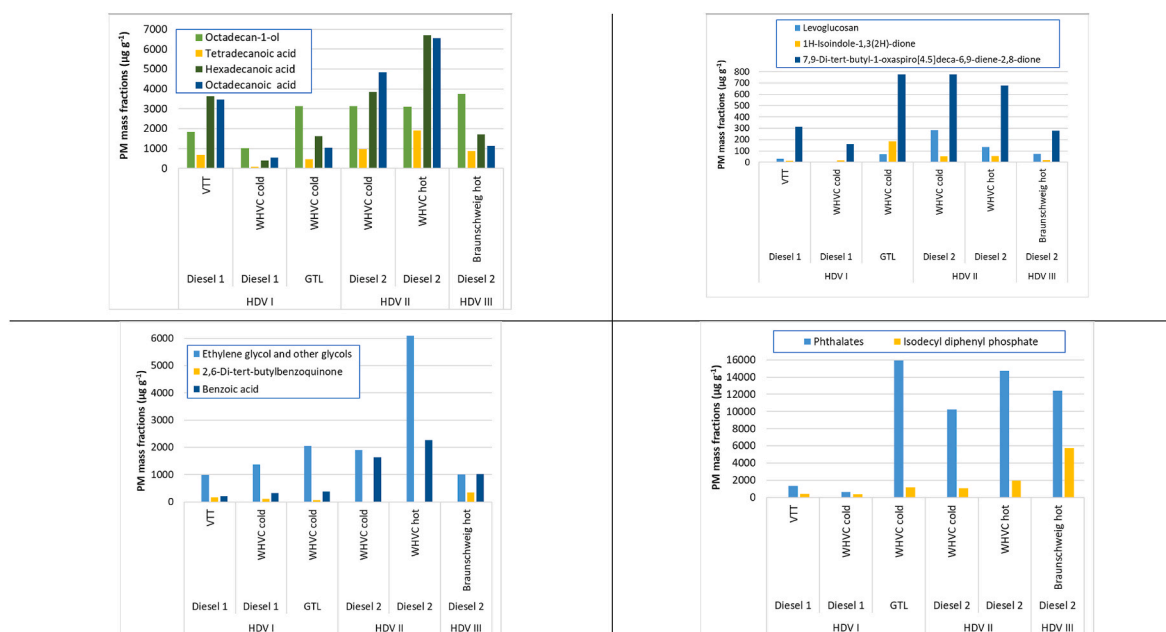 PM mass fractions (µg g⁻¹)
7000
6000
5000
4000
3000
2000
1000
0
Octadecan-1-ol
Tetradecanoic acid
Hexadecanoic acid
Octadecanoic acid
VTT
WHVC cold
WHVC cold
WHVC cold
WHVC hot
Braunschweig hot
Diesel 1 Diesel 1 GTL Diesel 2 Diesel 2 Diesel 2
HDV I HDV II HDV III
Levoglucosan
1H-Isoindole-1,3(2H)-dione
7,9-Di-tert-butyl-1-oxaspiro[4.5]deca-6,9-diene-2,8-dione
PM mass fractions (µg g⁻¹)
800
700
600
500
400
300
200
100
0
VTT
WHVC cold
WHVC cold
WHVC cold
WHVC hot
Braunschweig hot
Diesel 1 Diesel 1 GTL Diesel 2 Diesel 2 Diesel 2
HDV I HDV II HDV III
PM mass fractions (µg g⁻¹)
6000
5000
4000
3000
2000
1000
0
Ethylene glycol and other glycols
2,6-Di-tert-butylbenzoquinone
Benzoic acid
VTT
WHVC cold
WHVC cold
WHVC cold
WHVC hot
Braunschweig hot
Diesel 1 Diesel 1 GTL Diesel 2 Diesel 2 Diesel 2
HDV I HDV II HDV III
Phthalates Isodecyl diphenyl phosphate
PM mass fractions (µg g⁻¹)
16000
14000
12000
10000
8000
6000
4000
2000
0
VTT
WHVC cold
WHVC cold
WHVC cold
WHVC hot
Braunschweig hot
Diesel 1 Diesel 1 GTL Diesel 2 Diesel 2 Diesel 2
HDV I HDV II HDV III